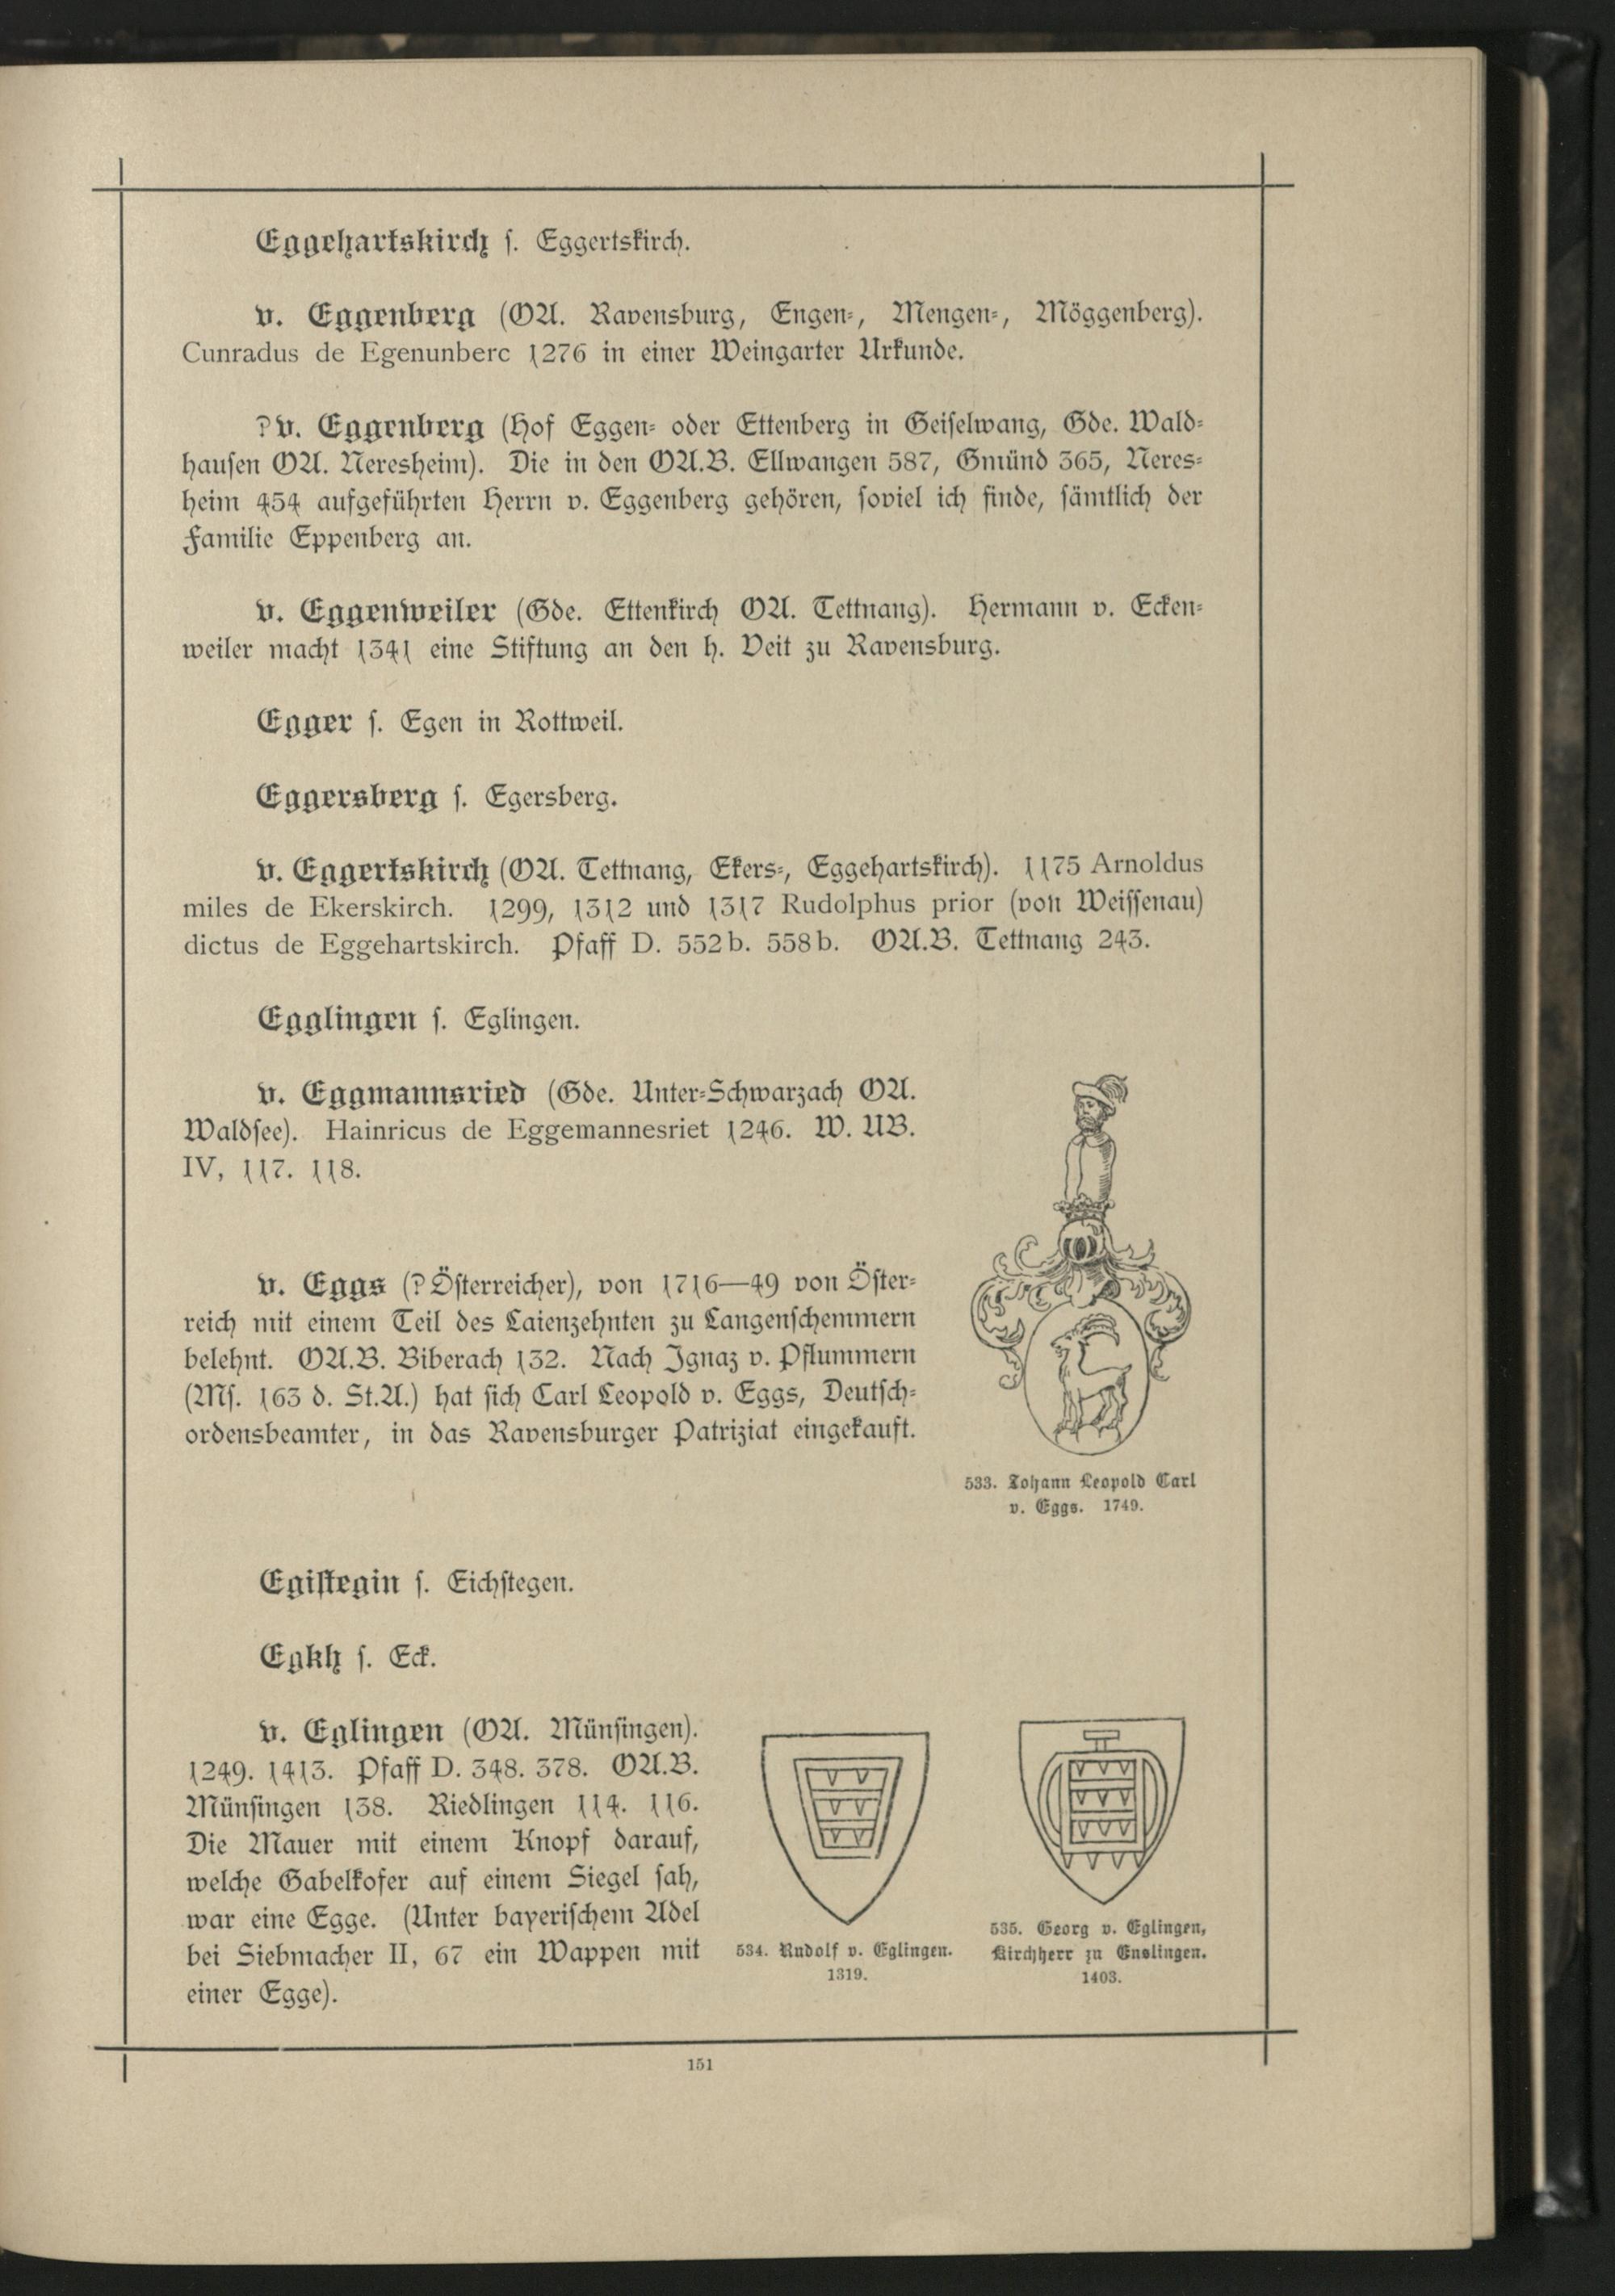 Eggehartskirch s. Eggertskirch.
v. Eggenberg (OA. Ravensburg, Engen-, Mengen-, Möggenberg).
Cunradus de Egenunberc 1276 in einer Weingarter Urkunde.
?v. Eggenberg (Hof Eggen- oder Ettenberg in Geiselwang, Gde. Wald-
hausen OA. Neresheim). Die in den OA.B. Ellwangen 587, Gmünd 365, Neres-
heim 454 aufgeführten Herrn v. Eggenberg gehören, soviel ich finde, sämtlich der
Familie Eppenberg an.
v. Eggenweiler (Gde. Ettenkirch OA. Tettnang). Hermann v. Ecken-
weiler macht 1341 eine Stiftung an den h. Veit zu Ravensburg.
Egger s. Egen in Rottweil.
Eggersberg s. Egersberg.
v. Eggertskirch (OA. Tettnang, Ekers-, Eggehartskirch). 1175 Arnoldus
miles de Ekerskirch. 1299, 1312 und 1317 Rudolphus prior (von Weissenau)
dictus de Eggehartskirch. Pfaff D. 552b. 558b. OA.B. Tettnang 243.
Egglingen s. Eglingen.
v. Eggmannsried (Gde. Unter-Schwarzach OA.
Waldsee). Hainricus de Eggemannesriet 1246. W. UB.
IV, 117. 118.
v. Eggs (?Österreicher), von 1716—49 von Öster-
reich mit einem Teil des Laienzehnten zu Langenschemmern
belehnt. OA.B. Biberach 132. Nach Ignaz v. Pflummern
(Ms. 163 d. St.A.) hat sich Carl Leopold v. Eggs, Deutsch-
ordensbeamter, in das Ravensburger Patriziat eingekauft.
533. Johann Leopold Carl
v. Eggs. 1749.
Egistegin s. Eichstegen.
Egkh s. Eck.
v. Eglingen (OA. Münsingen).
1249. 1413. Pfaff D. 348. 378. OA.B.
Münsingen 138. Riedlingen 114. 116.
Die Mauer mit einem Knopf darauf,
welche Gabelkofer auf einem Siegel sah,
war eine Egge. (Unter bayerischem Adel
bei Siebmacher II, 67 ein Wappen mit
einer Egge).
534. Rudolf v. Eglingen.
1319.
535. Georg v. Eglingen,
Kirchherr zu Enslingen.
1403.
151